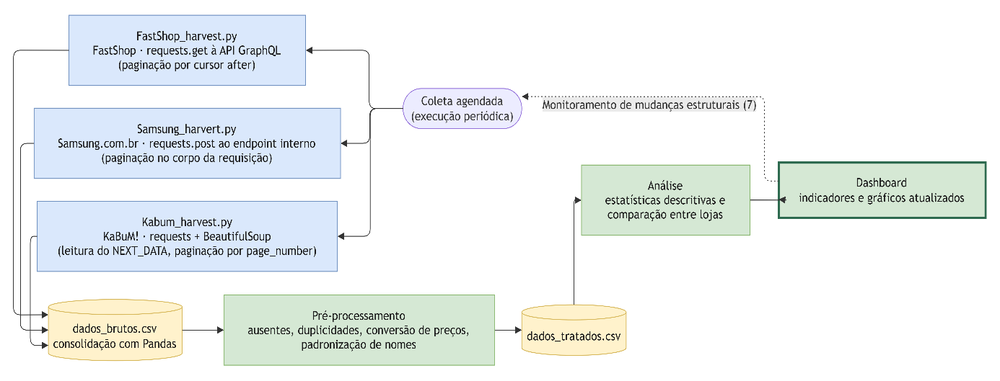 FastShop_harvest.py
FastShop · requests.get à API GraphQL
(paginação por cursor after)
Coleta agendada
(execução periódica)
Monitoramento de mudanças estruturais (7)
Samsung_harvert.py
Samsung.com.br · requests.post ao endpoint interno
(paginação no corpo da requisição)
Análise
estatísticas descritivas e
comparação entre lojas
Dashboard
indicadores e gráficos atualizados
Kabum_harvest.py
KaBuM! · requests + BeautifulSoup
(leitura do NEXT_DATA, paginação por page_number)
dados_brutos.csv
consolidação com Pandas
Pré-processamento
ausentes, duplicidades, conversão de preços,
padronização de nomes
dados_tratados.csv